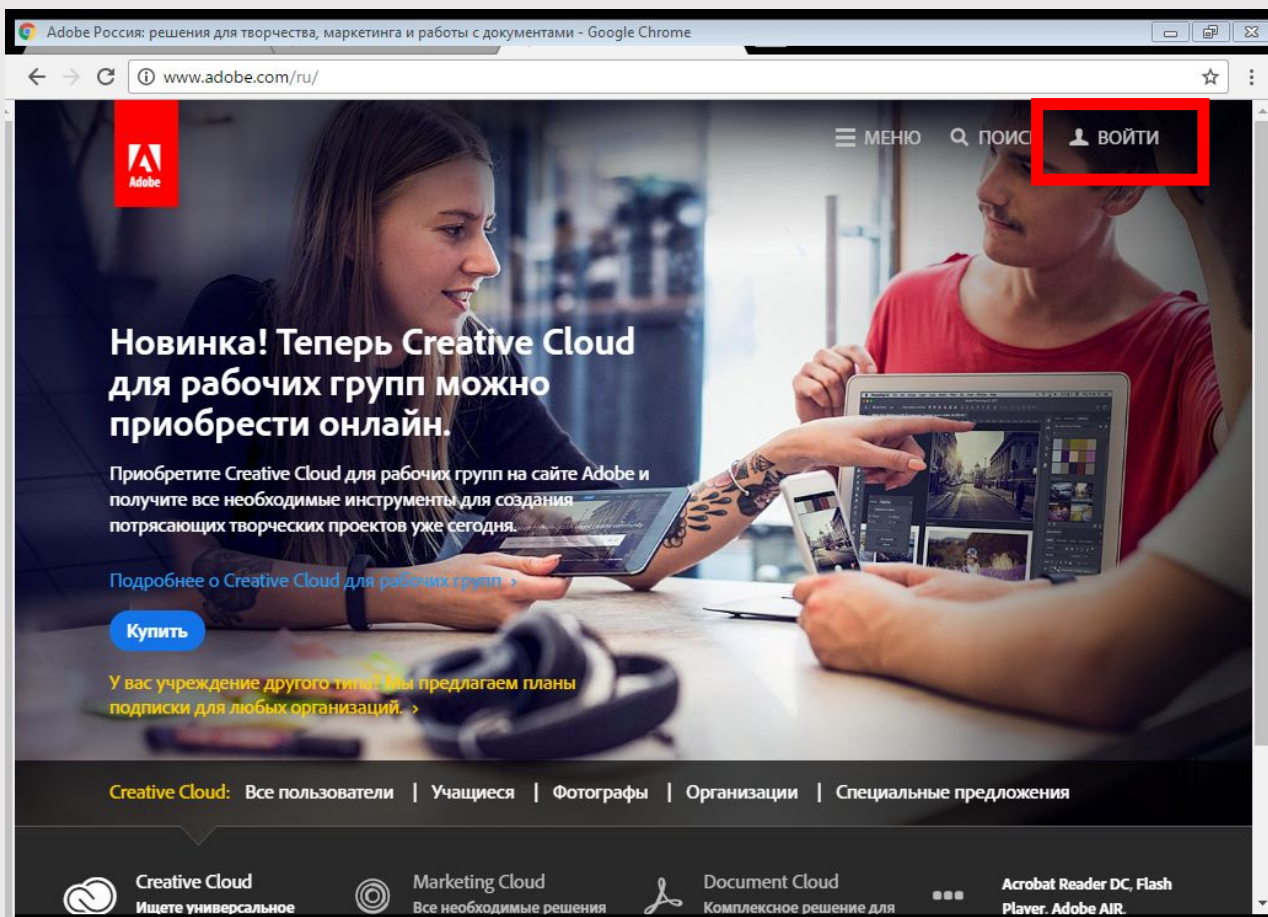 Adobe Россия: решения для творчества, маркетинга и работы с документами - Google Chrome
www.adobe.com/ru/
Adobe
МЕНЮ ПОИС ВОЙТИ
Новинка! Теперь Creative Cloud
для рабочих групп можно
приобрести онлайн.
Приобретите Creative Cloud для рабочих групп на сайте Adobe и
получите все необходимые инструменты для создания
потрясающих творческих проектов уже сегодня.
Подробнее о Creative Cloud для рабочих групп ›
Купить
У вас учреждение другого типа? Мы предлагаем планы
подписки для любых организаций. ›
Creative Cloud: Все пользователи | Учащиеся | Фотографы | Организации | Специальные предложения
Creative Cloud
Ищете универсальное
Marketing Cloud
Все необходимые решения
Document Cloud
Комплексное решение для
Acrobat Reader DC, Flash
Player, Adobe AIR,